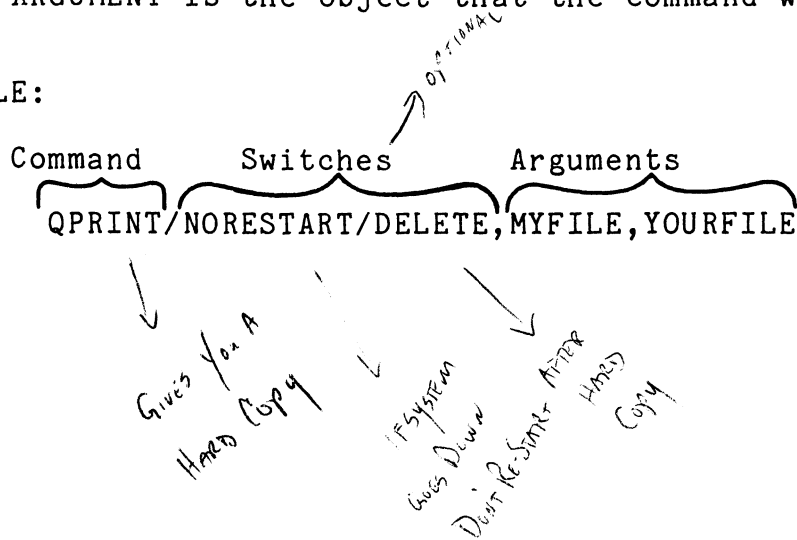 ARGUMENT is the object that the command w
OPTIONAL
LE:
Command Switches Arguments
QPRINT/NORESTART/DELETE,MYFILE,YOURFILE
GIVES YOU A
HARD COPY
IF SYSTEM
GOES DOWN
DON'T RE-START
AFTER
HARD
COPY